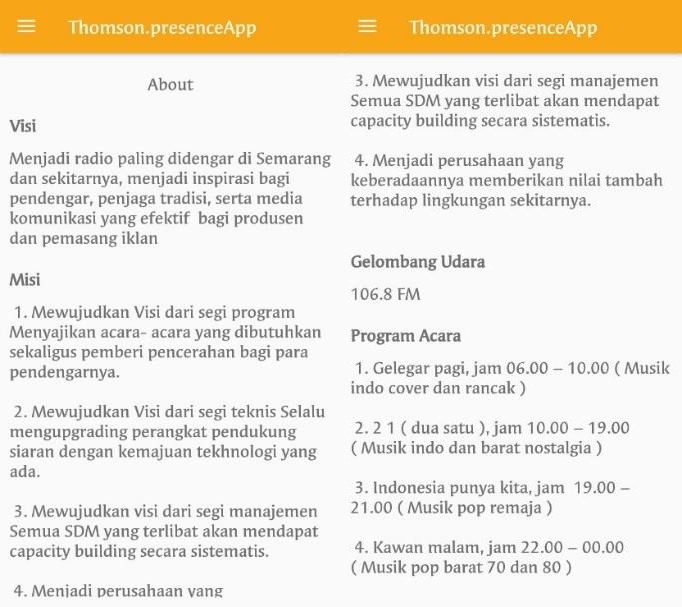 Thomson.presenceApp
About
Visi
Menjadi radio paling didengar di Semarang
dan sekitarnya, menjadi inspirasi bagi
pendengar, penjaga tradisi, serta media
komunikasi yang efektif bagi produsen
dan pemasang iklan
Misi
1. Mewujudkan Visi dari segi program
Menyajikan acara- acara yang dibutuhkan
sekaligus pemberi pencerahan bagi para
pendengarnya.
2. Mewujudkan Visi dari segi teknis Selalu
mengupgrading perangkat pendukung
siaran dengan kemajuan tekhnologi yang
ada.
3. Mewujudkan visi dari segi manajemen
Semua SDM yang terlibat akan mendapat
capacity building secara sistematis.
4. Menjadi perusahaan yang
Thomson.presenceApp
3. Mewujudkan visi dari segi manajemen
Semua SDM yang terlibat akan mendapat
capacity building secara sistematis.
4. Menjadi perusahaan yang
keberadaannya memberikan nilai tambah
terhadap lingkungan sekitarnya.
Gelombang Udara
106.8 FM
Program Acara
1. Gelegar pagi, jam 06.00 – 10.00 ( Musik
indo cover dan rancak )
2. 2 1 ( dua satu ), jam 10.00 – 19.00
( Musik indo dan barat nostalgia )
3. Indonesia punya kita, jam 19.00 –
21.00 ( Musik pop remaja )
4. Kawan malam, jam 22.00 – 00.00
( Musik pop barat 70 dan 80 )